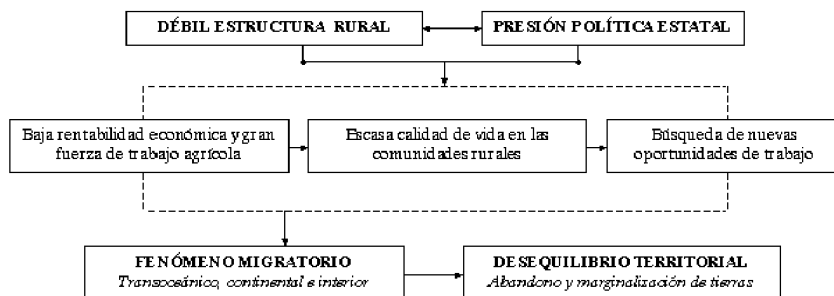 DÉBIL ESTRUCTURA RURAL
PRESIÓN POLÍTICA ESTATAL
Baja rentabilidad económica y gran
fuerza de trabajo agrícola
Escasa calidad de vida en las
comunidades rurales
Búsqueda de nuevas
oportunidades de trabajo
FENÓMENO MIGRATORIO
Transoceánico, continental e interior
DESEQUILIBRIO TERRITORIAL
Abandono y marginalización de tierras